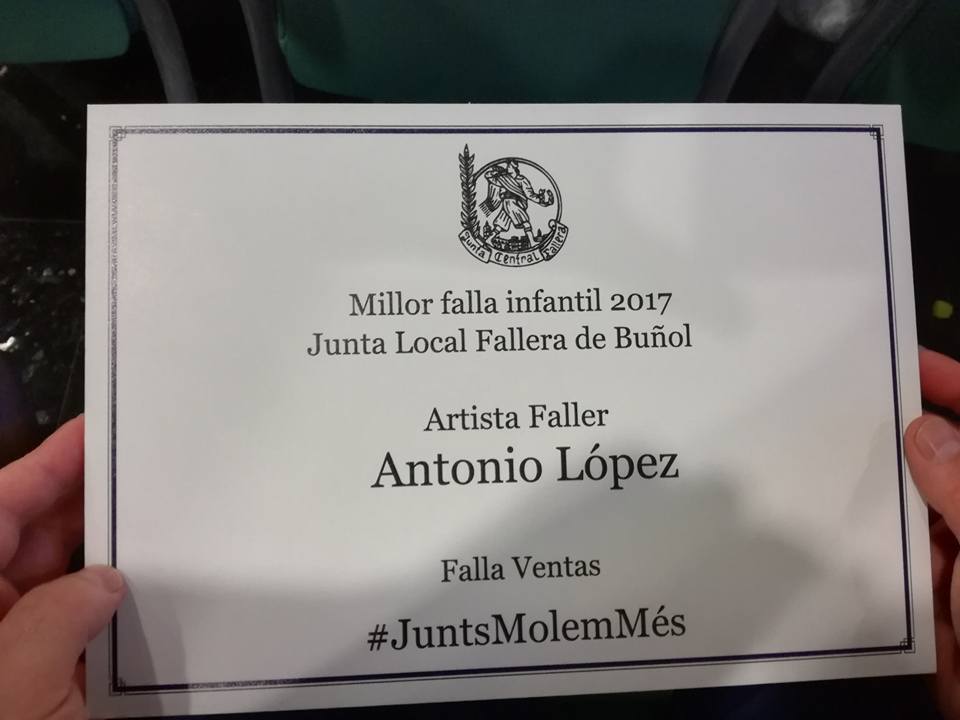 Junta Central Fallera
Millor falla infantil 2017
Junta Local Fallera de Buñol
Artista Faller
Antonio López
Falla Ventas
#JuntsMolemMés